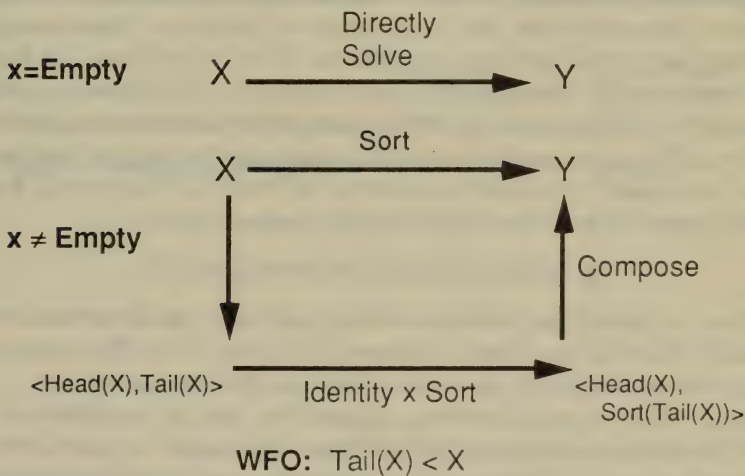 Directly
Solve
x=Empty X Y
Sort
X Y
x ≠ Empty
Compose
<Head(X),Tail(X)> Identity x Sort <Head(X),
Sort(Tail(X))>
WFO: Tail(X) < X